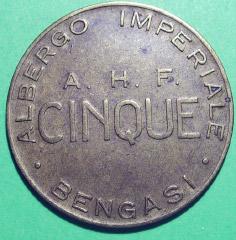 ALBERGO IMPERIALE
A. H. F.
CINQUE
· BENGASI ·